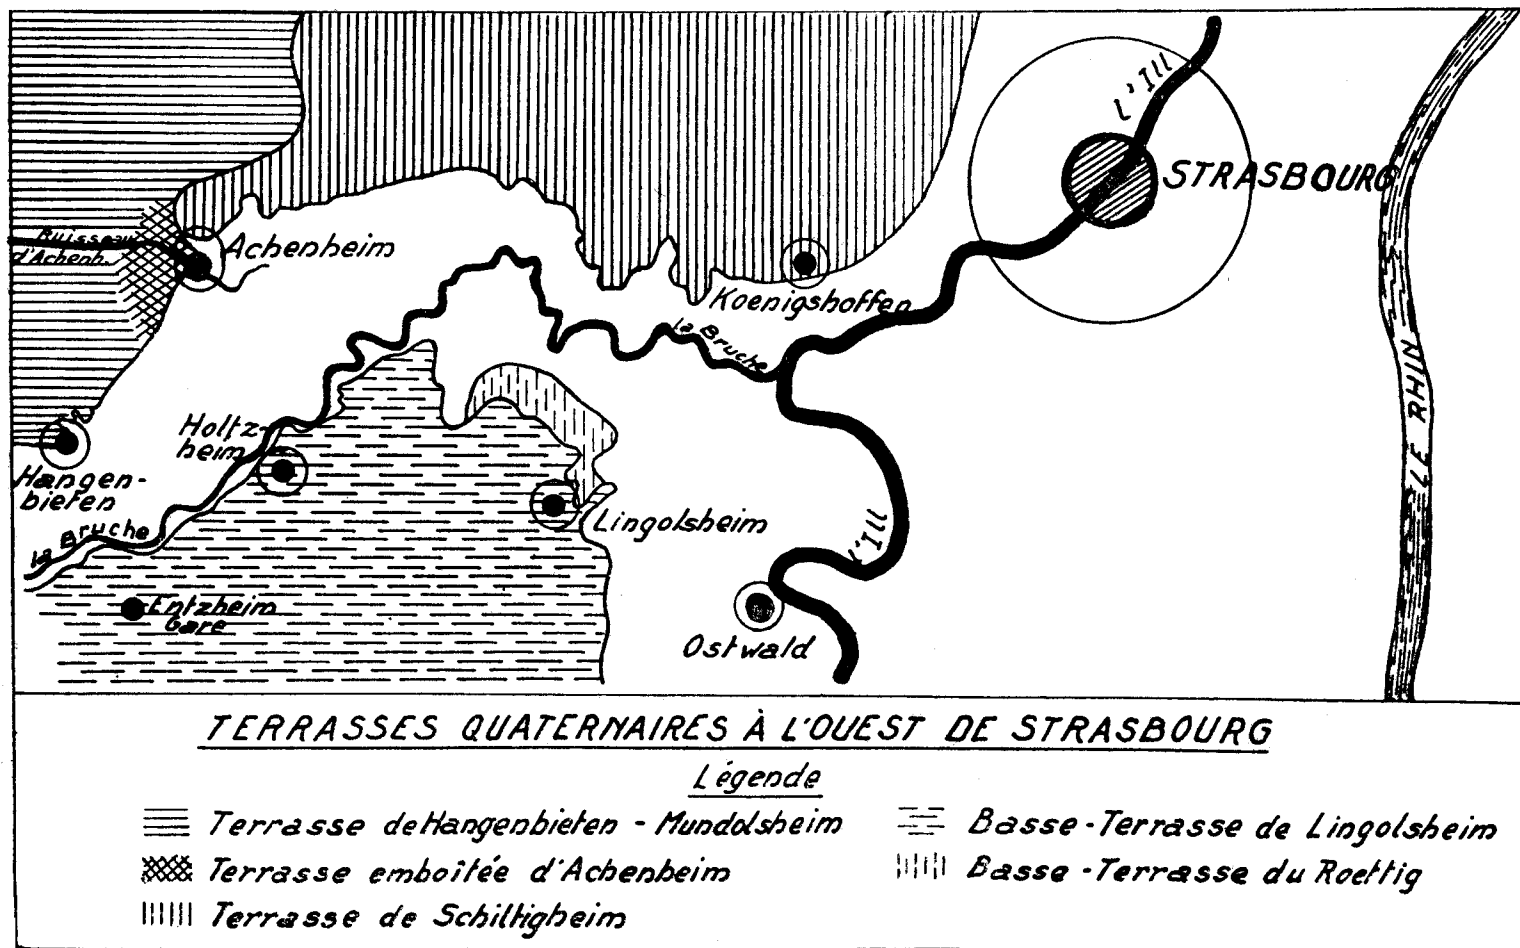 L'Ill
STRASBOURG
Ruisseau
d'Achenh.
Achenheim
Koenigshoffen
la Bruche
LE RHIN
Holtz-
heim
Hangen-
bieten
la Bruche
Lingolsheim
L'Ill
Entzheim
Gare
Ostwald
TERRASSES QUATERNAIRES À L'OUEST DE STRASBOURG
Légende
Terrasse de Hangenbieten - Mundolsheim
Basse-Terrasse de Lingolsheim
Terrasse emboîtée d'Achenheim
Basse-Terrasse du Roettig
Terrasse de Schiltigheim